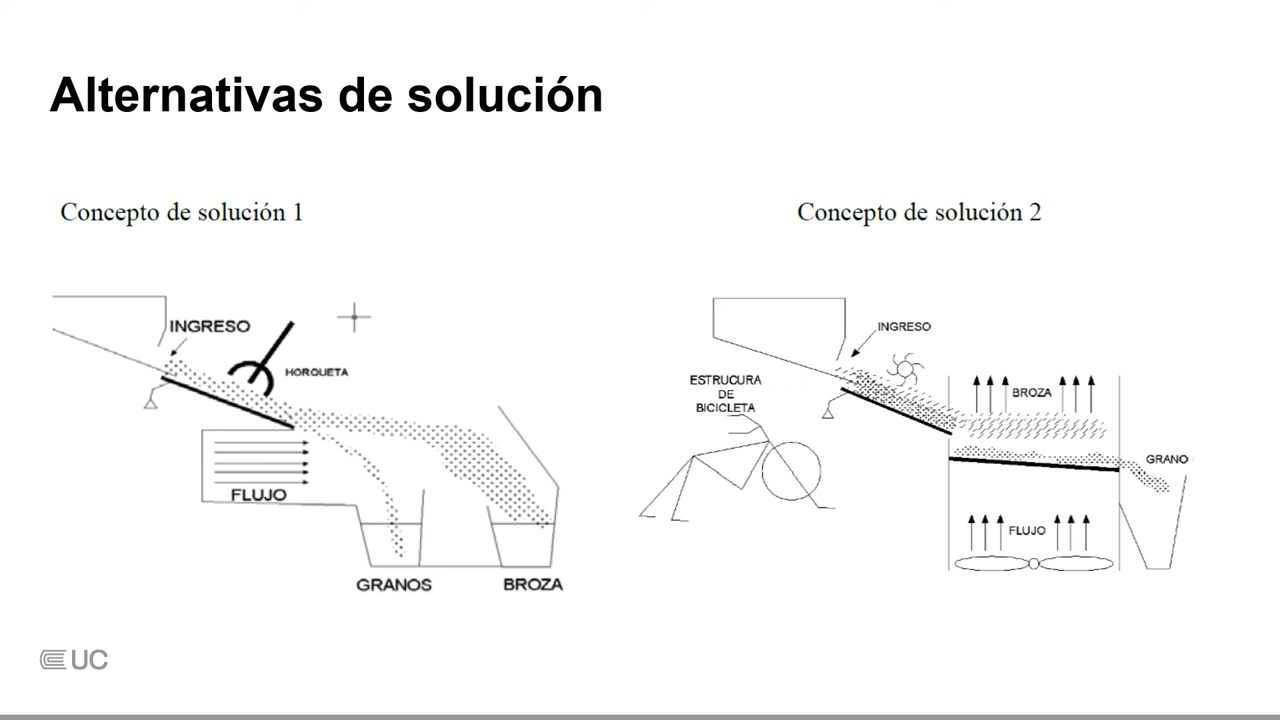 Alternativas de solución
Concepto de solución 1
INGRESO
HORQUETA
FLUJO
GRANOS
BROZA
Concepto de solución 2
INGRESO
ESTRUCURA
DE
BICICLETA
BROZA
GRANO
FLUJO
UC